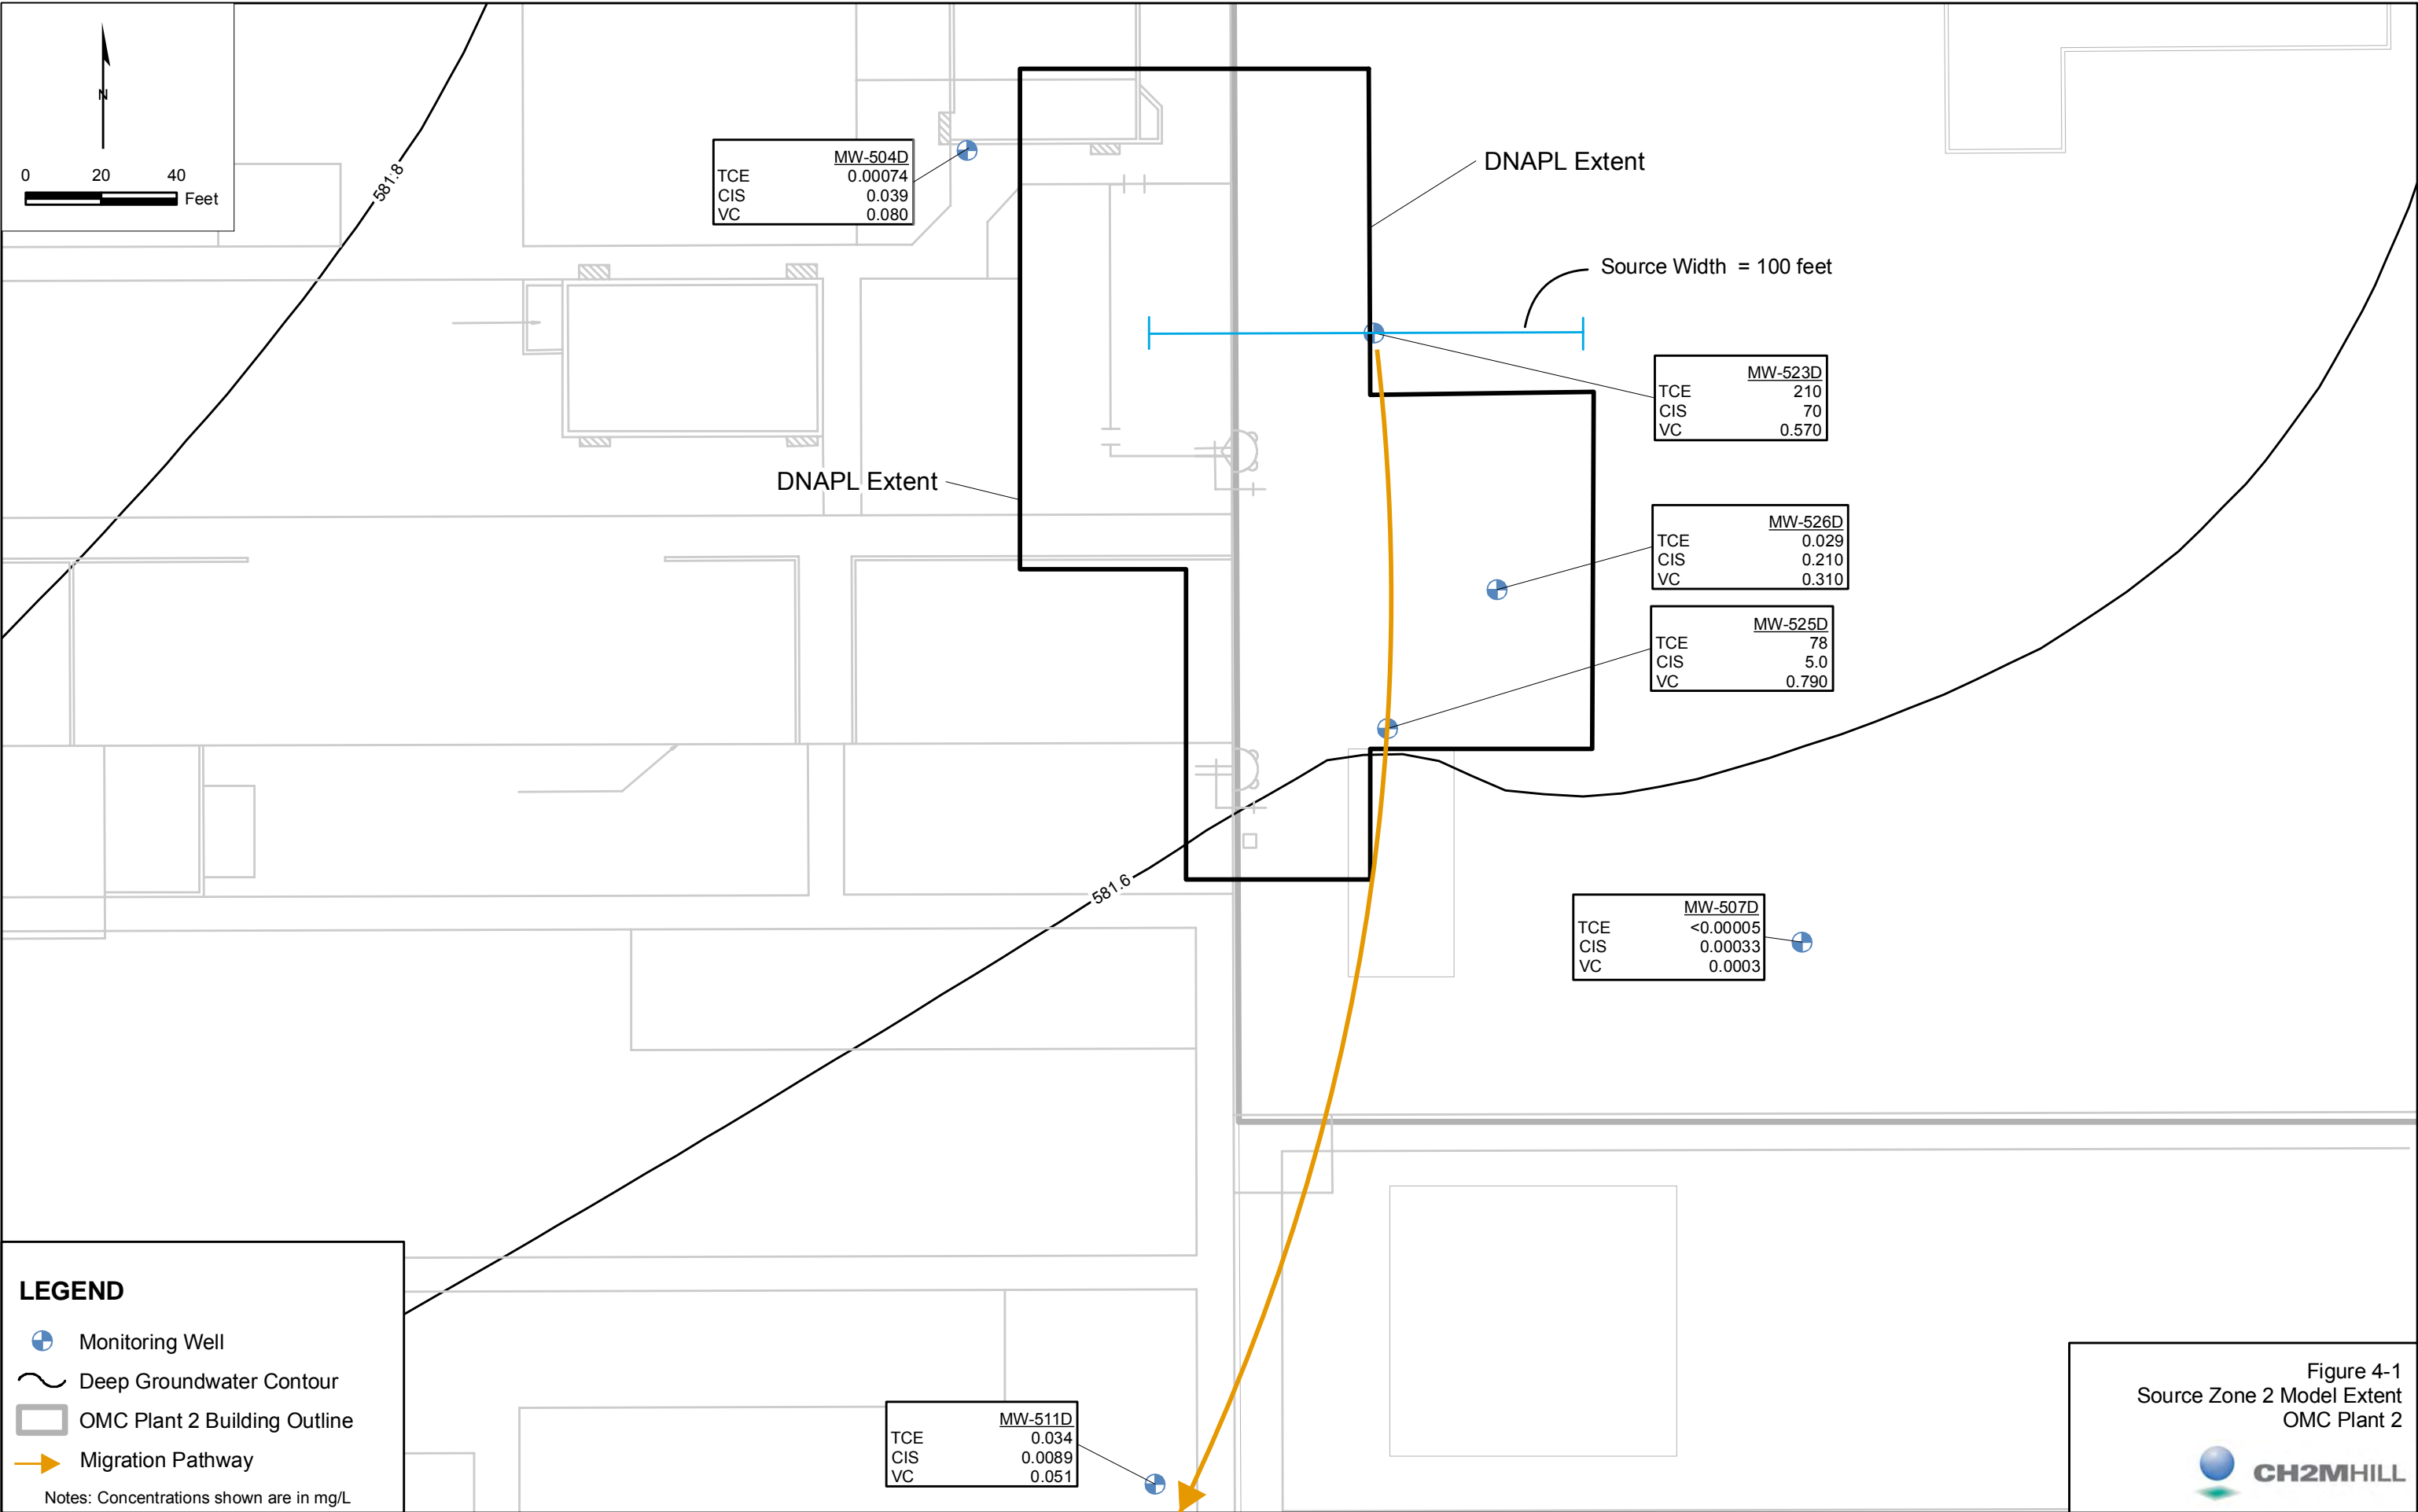 N
0 20 40
Feet
581.8
MW-504D
TCE 0.00074
CIS 0.039
VC 0.080
DNAPL Extent
Source Width = 100 feet
MW-523D
TCE 210
CIS 70
VC 0.570
DNAPL Extent
MW-526D
TCE 0.029
CIS 0.210
VC 0.310
MW-525D
TCE 78
CIS 5.0
VC 0.790
581.6
MW-507D
TCE <0.00005
CIS 0.00033
VC 0.0003
LEGEND
Monitoring Well
Deep Groundwater Contour
OMC Plant 2 Building Outline
Migration Pathway
Notes: Concentrations shown are in mg/L
MW-511D
TCE 0.034
CIS 0.0089
VC 0.051
Figure 4-1
Source Zone 2 Model Extent
OMC Plant 2
CH2MHILL